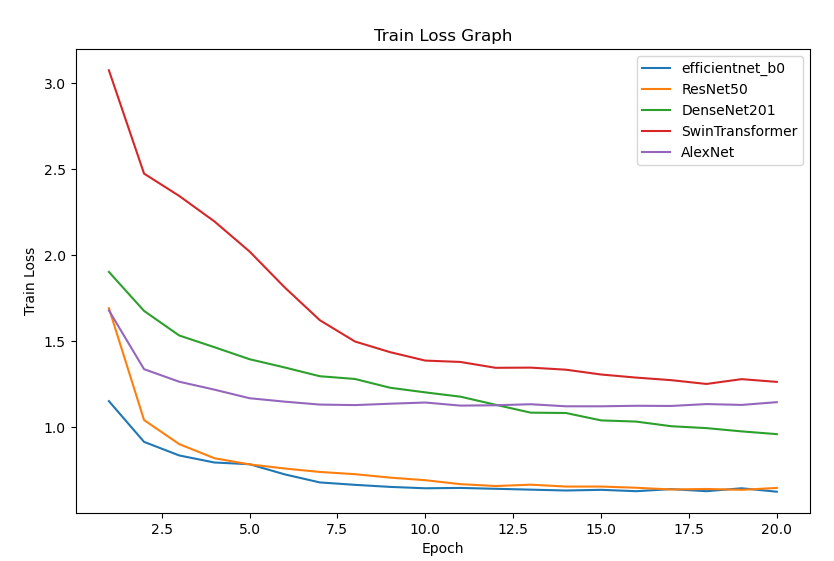 Train Loss Graph
efficientnet_b0
ResNet50
DenseNet201
SwinTransformer
AlexNet
Train Loss
3.0
2.5
2.0
1.5
1.0
2.5 5.0 7.5 10.0 12.5 15.0 17.5 20.0
Epoch